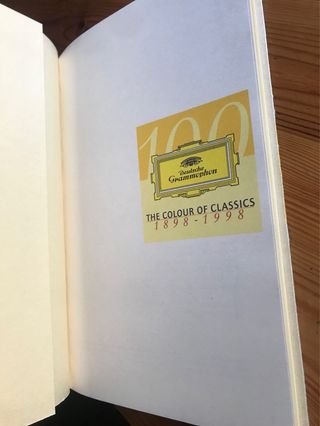 100
Deutsche
Grammophon
THE COLOUR OF CLASSICS
1898-1998